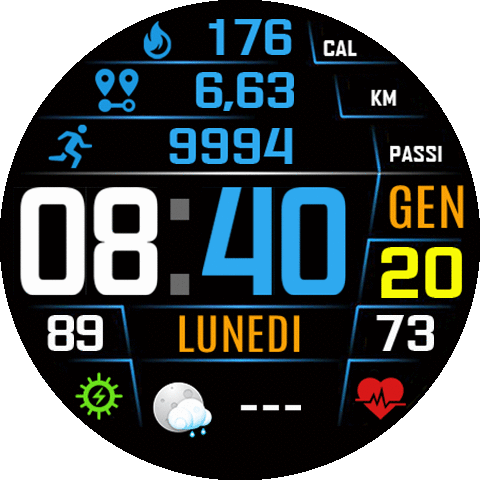 176 CAL
6,63 KM
9994 PASSI
08:40 GEN
20
89 LUNEDI 73
---